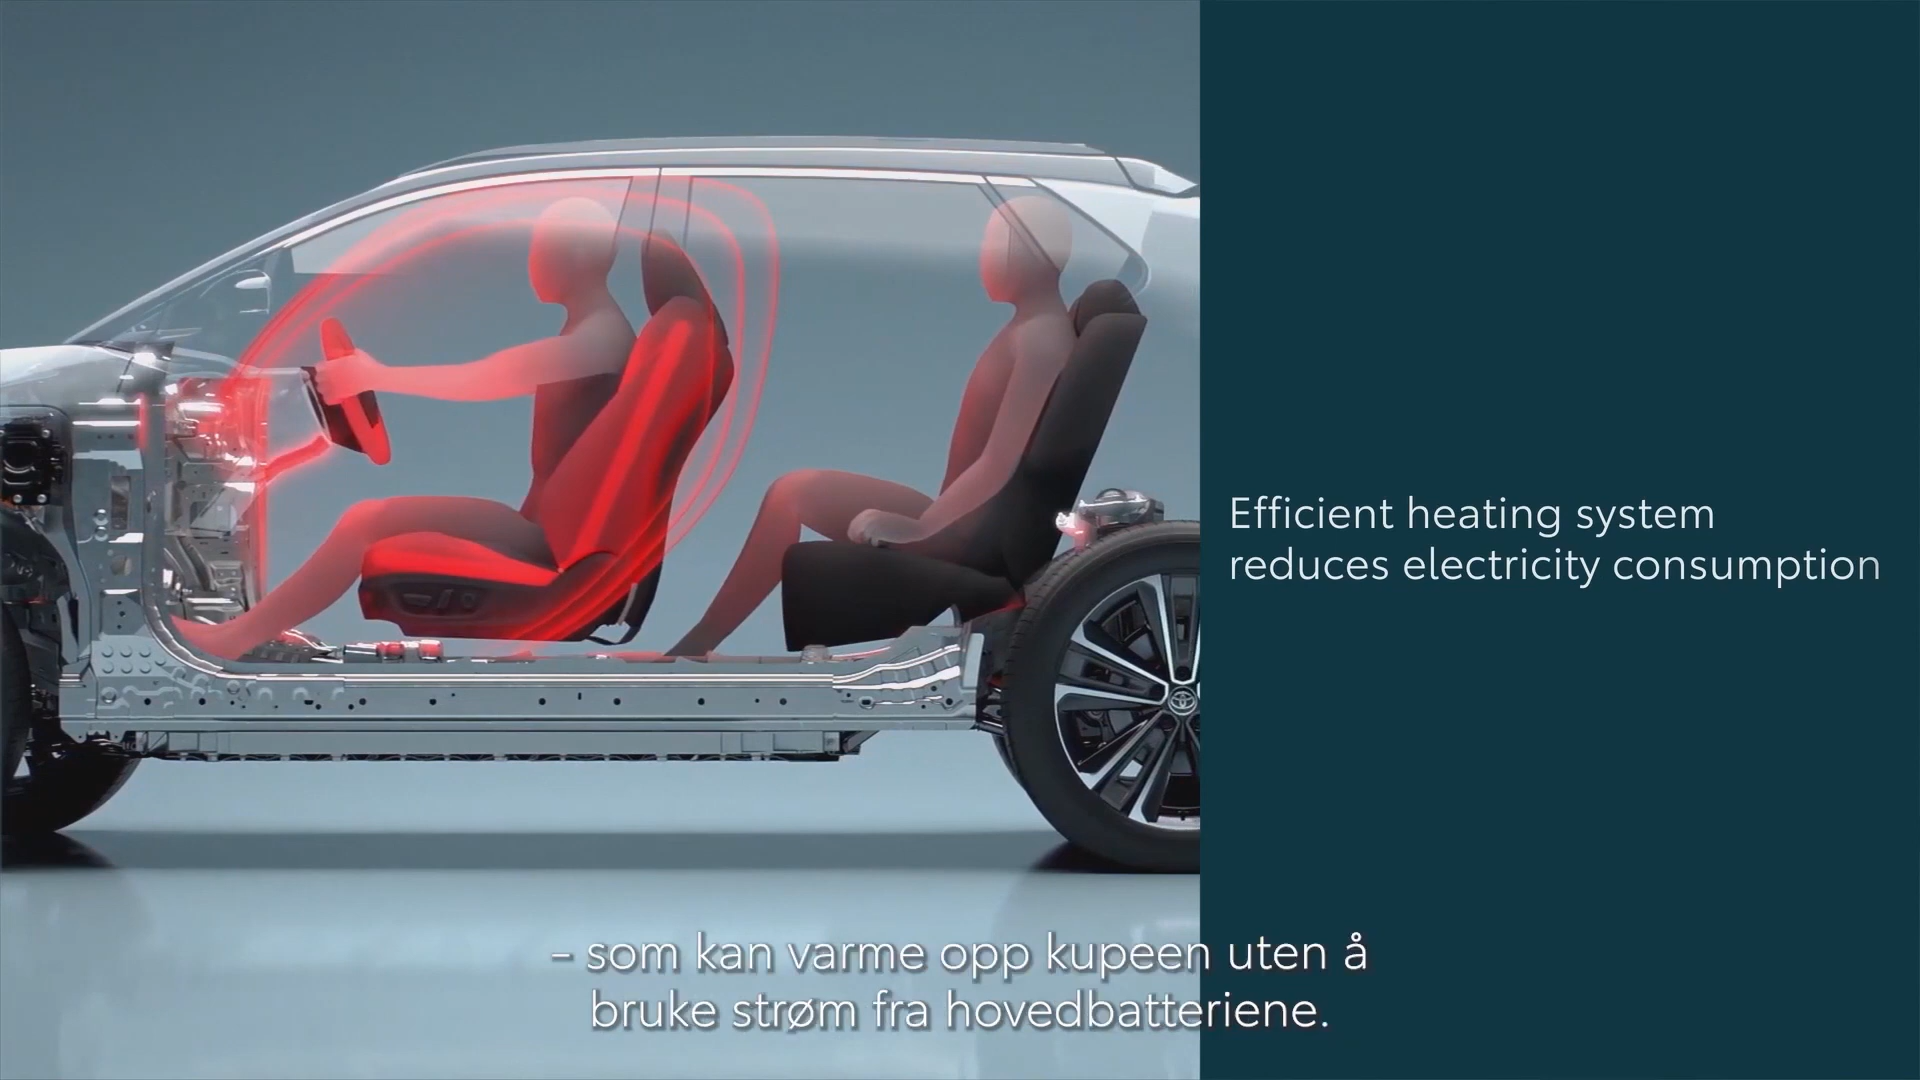 Efficient heating system
reduces electricity consumption
– som kan varme opp kupeen uten å
bruke strøm fra hovedbatteriene.